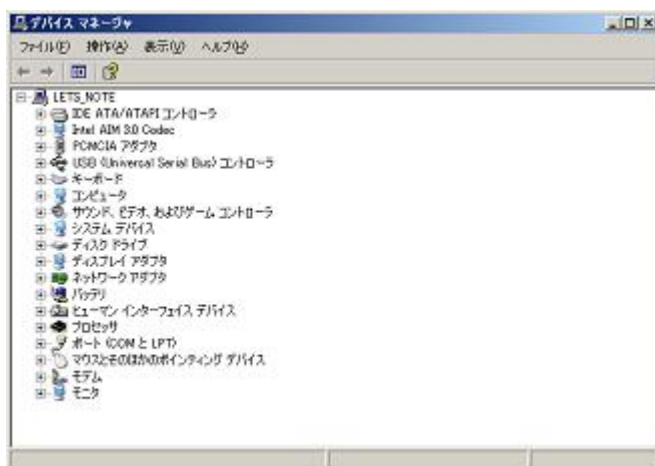 デバイス マネージャ
ファイル(F) 操作(A) 表示(V) ヘルプ(H)
LETS_NOTE
IDE ATA/ATAPI コントローラ
Intel AIM 3.0 Codec
PCMCIA アダプタ
USB (Universal Serial Bus) コントローラ
キーボード
コンピュータ
サウンド、ビデオ、およびゲーム コントローラ
システム デバイス
ディスク ドライブ
ディスプレイ アダプタ
ネットワーク アダプタ
バッテリ
ヒューマン インターフェイス デバイス
プロセッサ
ポート (COM と LPT)
マウスとそのほかのポインティング デバイス
モデム
モニタ